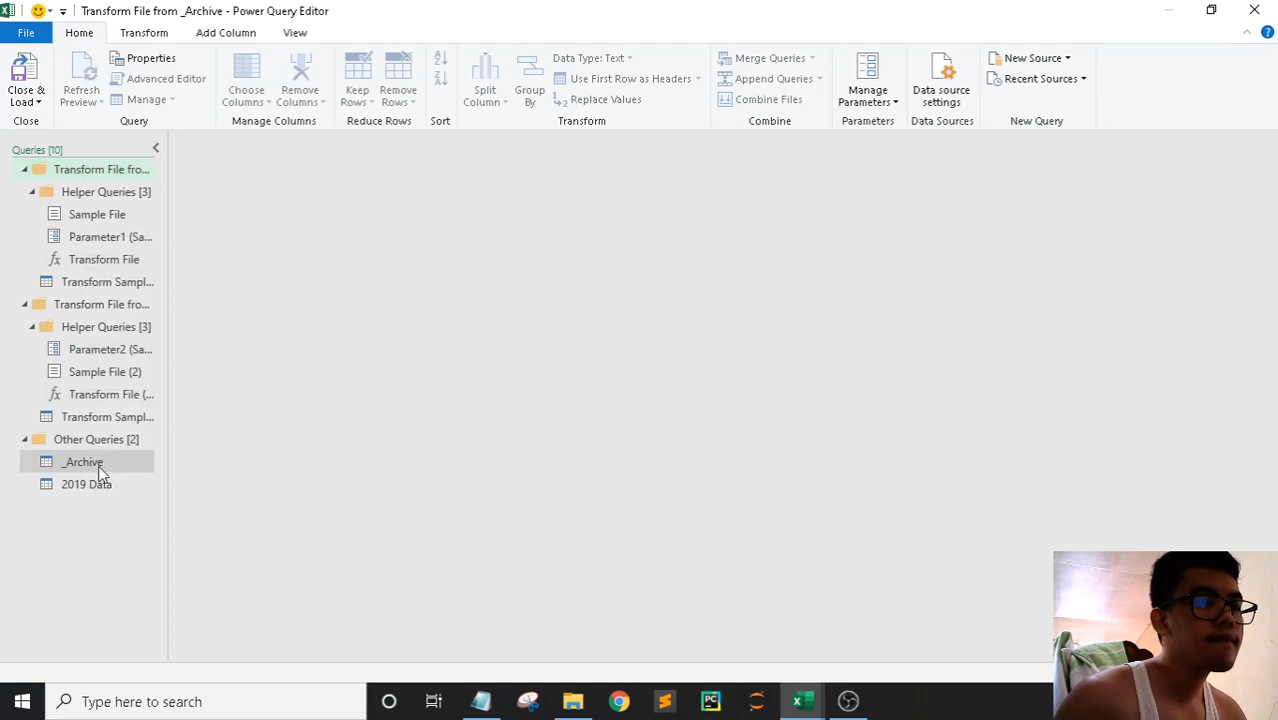 Transform File from _Archive - Power Query Editor
File Home Transform Add Column View
Close & Load
Close
Refresh Preview
Properties
Advanced Editor
Manage
Query
Choose Columns
Remove Columns
Manage Columns
Keep Rows
Remove Rows
Reduce Rows
Sort
Split Column
Group By
Data Type: Text
Use First Row as Headers
Replace Values
Transform
Merge Queries
Append Queries
Combine Files
Combine
Manage Parameters
Parameters
Data source settings
Data Sources
New Source
Recent Sources
New Query
Queries [10]
Transform File fro...
Helper Queries [3]
Sample File
Parameter1 (Sa...
fx Transform File
Transform Sampl...
Transform File fro...
Helper Queries [3]
Parameter2 (Sa...
Sample File (2)
fx Transform File (...
Transform Sampl...
Other Queries [2]
_Archive
2019 Data
Type here to search